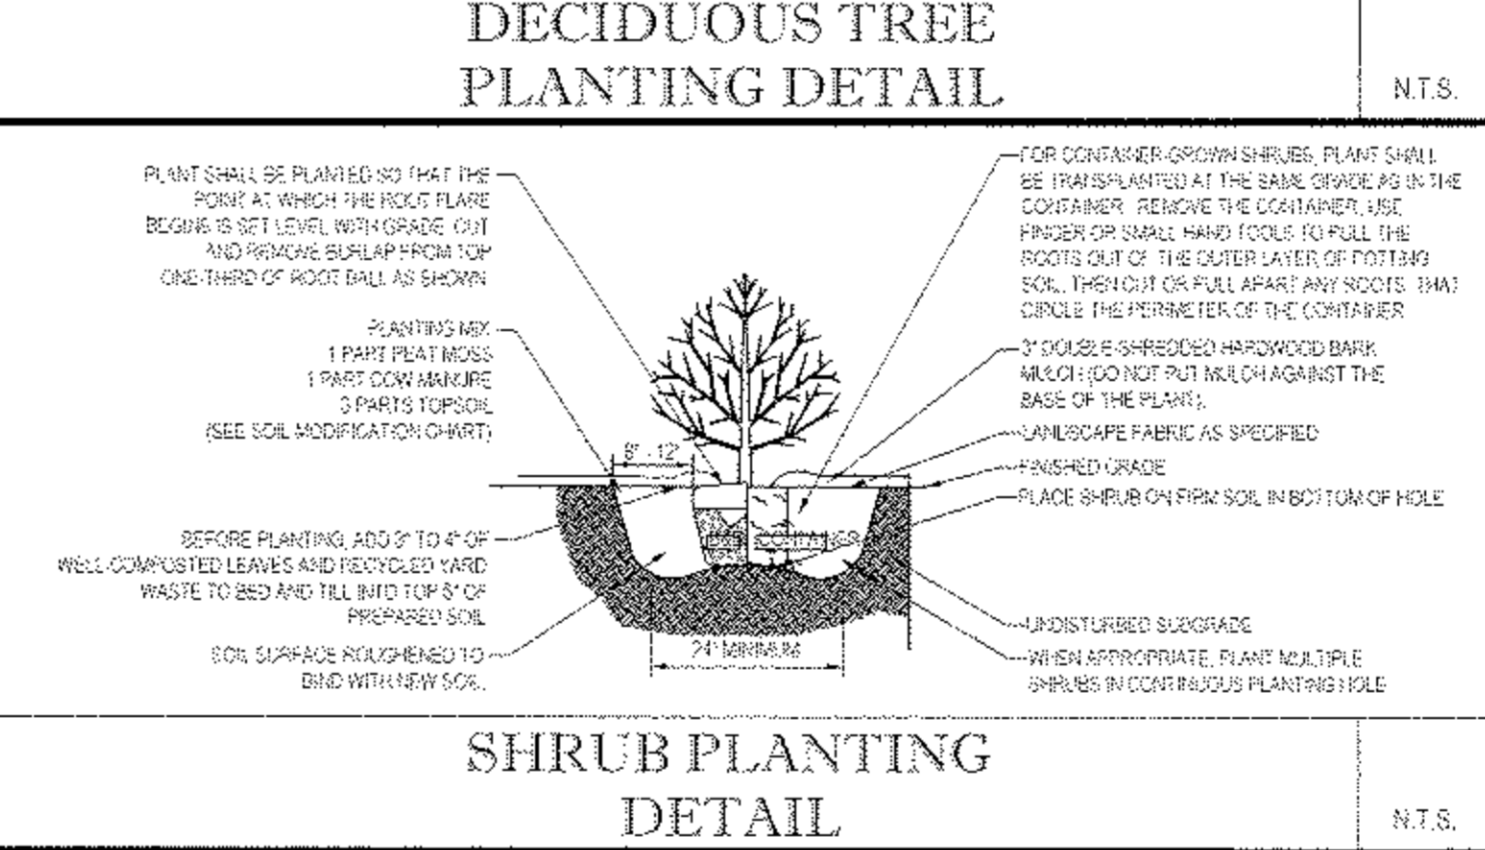 DECIDUOUS TREE
PLANTING DETAIL
N.T.S.
PLANT SHALL BE PLANTED SO THAT THE
POINT AT WHICH THE ROOT FLARE
BEGINS IS SET LEVEL WITH GRADE. CUT
AND REMOVE BURLAP FROM TOP
ONE-THIRD OF ROOT BALL AS SHOWN.
PLANTING MIX
1 PART PEAT MOSS
1 PART COW MANURE
3 PARTS TOPSOIL
(SEE SOIL MODIFICATION CHART)
BEFORE PLANTING, ADD 3" TO 4" OF
WELL-COMPOSTED LEAVES AND RECYCLED YARD
WASTE TO BED AND TILL INTO TOP 6" OF
PREPARED SOIL
SOIL SURFACE ROUGHENED TO
BIND WITH NEW SOIL.
8" - 12"
B&B
CONTAINER
24" MINIMUM
FOR CONTAINER-GROWN SHRUBS, PLANT SHALL
BE TRANSPLANTED AT THE SAME GRADE AS IN THE
CONTAINER. REMOVE THE CONTAINER, USE
FINGER OR SMALL HAND TOOLS TO PULL THE
ROOTS OUT OF THE OUTER LAYER OF POTTING
SOIL. THEN CUT OR PULL APART ANY ROOTS THAT
CIRCLE THE PERIMETER OF THE CONTAINER
3" DOUBLE-SHREDDED HARDWOOD BARK
MULCH (DO NOT PUT MULCH AGAINST THE
BASE OF THE PLANT).
LANDSCAPE FABRIC AS SPECIFIED
FINISHED GRADE
PLACE SHRUB ON FIRM SOIL IN BOTTOM OF HOLE
UNDISTURBED SUBGRADE
WHEN APPROPRIATE, PLANT MULTIPLE
SHRUBS IN CONTINUOUS PLANTING HOLE
SHRUB PLANTING
DETAIL
N.T.S.